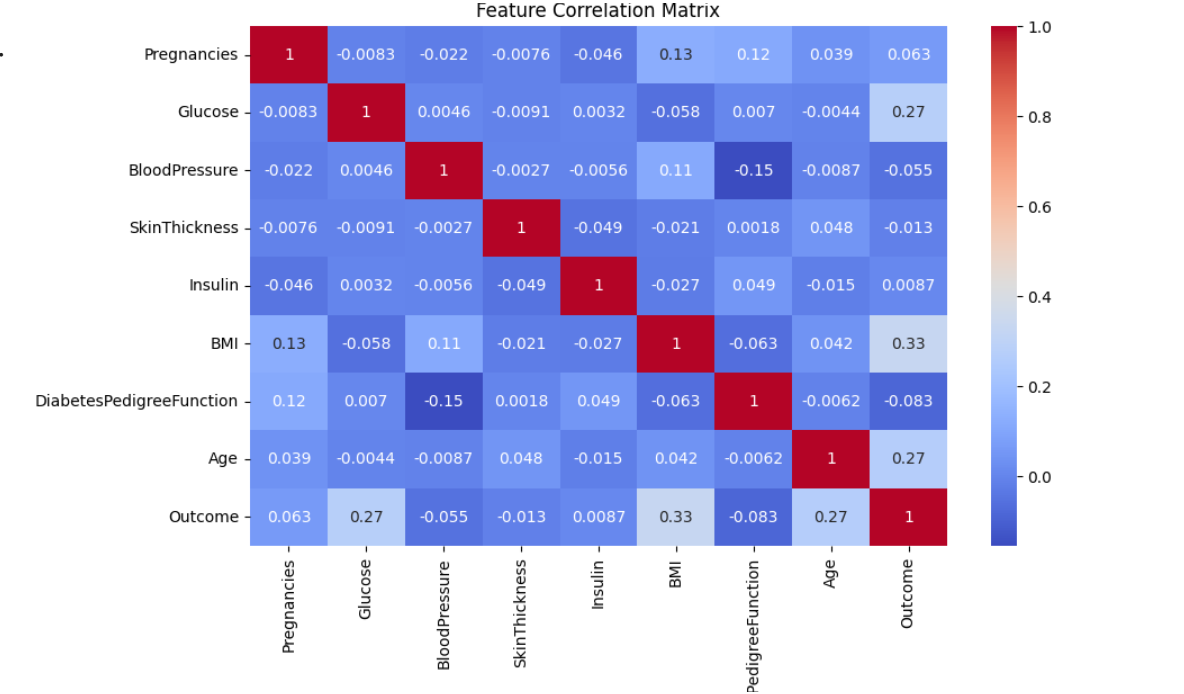 Feature Correlation Matrix
Pregnancies 1 -0.0083 -0.022 -0.0076 -0.046 0.13 0.12 0.039 0.063
Glucose -0.0083 1 0.0046 -0.0091 0.0032 -0.058 0.007 -0.0044 0.27
BloodPressure -0.022 0.0046 1 -0.0027 -0.0056 0.11 -0.15 -0.0087 -0.055
SkinThickness -0.0076 -0.0091 -0.0027 1 -0.049 -0.021 0.0018 0.048 -0.013
Insulin -0.046 0.0032 -0.0056 -0.049 1 -0.027 0.049 -0.015 0.0087
BMI 0.13 -0.058 0.11 -0.021 -0.027 1 -0.063 0.042 0.33
DiabetesPedigreeFunction 0.12 0.007 -0.15 0.0018 0.049 -0.063 1 -0.0062 -0.083
Age 0.039 -0.0044 -0.0087 0.048 -0.015 0.042 -0.0062 1 0.27
Outcome 0.063 0.27 -0.055 -0.013 0.0087 0.33 -0.083 0.27 1
Pregnancies
Glucose
BloodPressure
SkinThickness
Insulin
BMI
PedigreeFunction
Age
Outcome
1.0
0.8
0.6
0.4
0.2
0.0